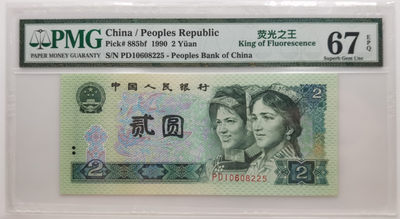 PMG
PAPER MONEY GUARANTY
China / Peoples Republic
Pick# 885bf 1990 2 Yüan
S/N PD10608225 - Peoples Bank of China
荧光之王
King of Fluorescence
67
EPQ
Superb Gem Unc
中国人民银行
2
贰圆
2
2
PD10608225